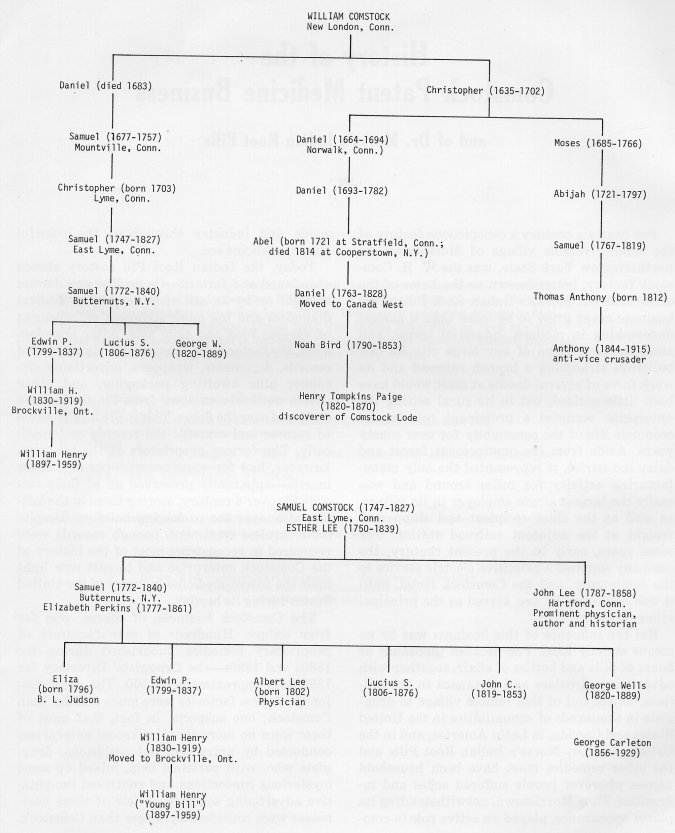 WILLIAM COMSTOCK
New London, Conn.
Daniel (died 1683)
Christopher (1635-1702)
Samuel (1677-1757)
Mountville, Conn.
Daniel (1664-1694)
Norwalk, Conn.)
Moses (1685-1766)
Christopher (born 1703)
Lyme, Conn.
Daniel (1693-1782)
Abijah (1721-1797)
Samuel (1747-1827)
East Lyme, Conn.
Abel (born 1721 at Stratfield, Conn.;
died 1814 at Cooperstown, N.Y.)
Samuel (1767-1819)
Samuel (1772-1840)
Butternuts, N.Y.
Daniel (1763-1828)
Moved to Canada West
Thomas Anthony (born 1812)
Edwin P.
(1799-1837)
Lucius S.
(1806-1876)
George W.
(1820-1889)
Noah Bird (1790-1853)
Anthony (1844-1915)
anti-vice crusader
William H.
(1830-1919)
Brockville, Ont.
Henry Tompkins Paige
(1820-1870)
discoverer of Comstock Lode
William Henry
(1897-1959)
SAMUEL COMSTOCK (1747-1827)
East Lyme, Conn.
ESTHER LEE (1750-1839)
Samuel (1772-1840)
Butternuts, N.Y.
Elizabeth Perkins (1777-1861)
John Lee (1787-1858)
Hartford, Conn.
Prominent physician,
author and historian
Eliza
(born 1796)
B. L. Judson
Edwin P.
(1799-1837)
Albert Lee
(born 1802)
Physician
Lucius S.
(1806-1876)
John C.
(1819-1853)
George Wells
(1820-1889)
William Henry
(1830-1919)
Moved to Brockville, Ont.
George Carleton
(1856-1929)
William Henry
("Young Bill")
(1897-1959)